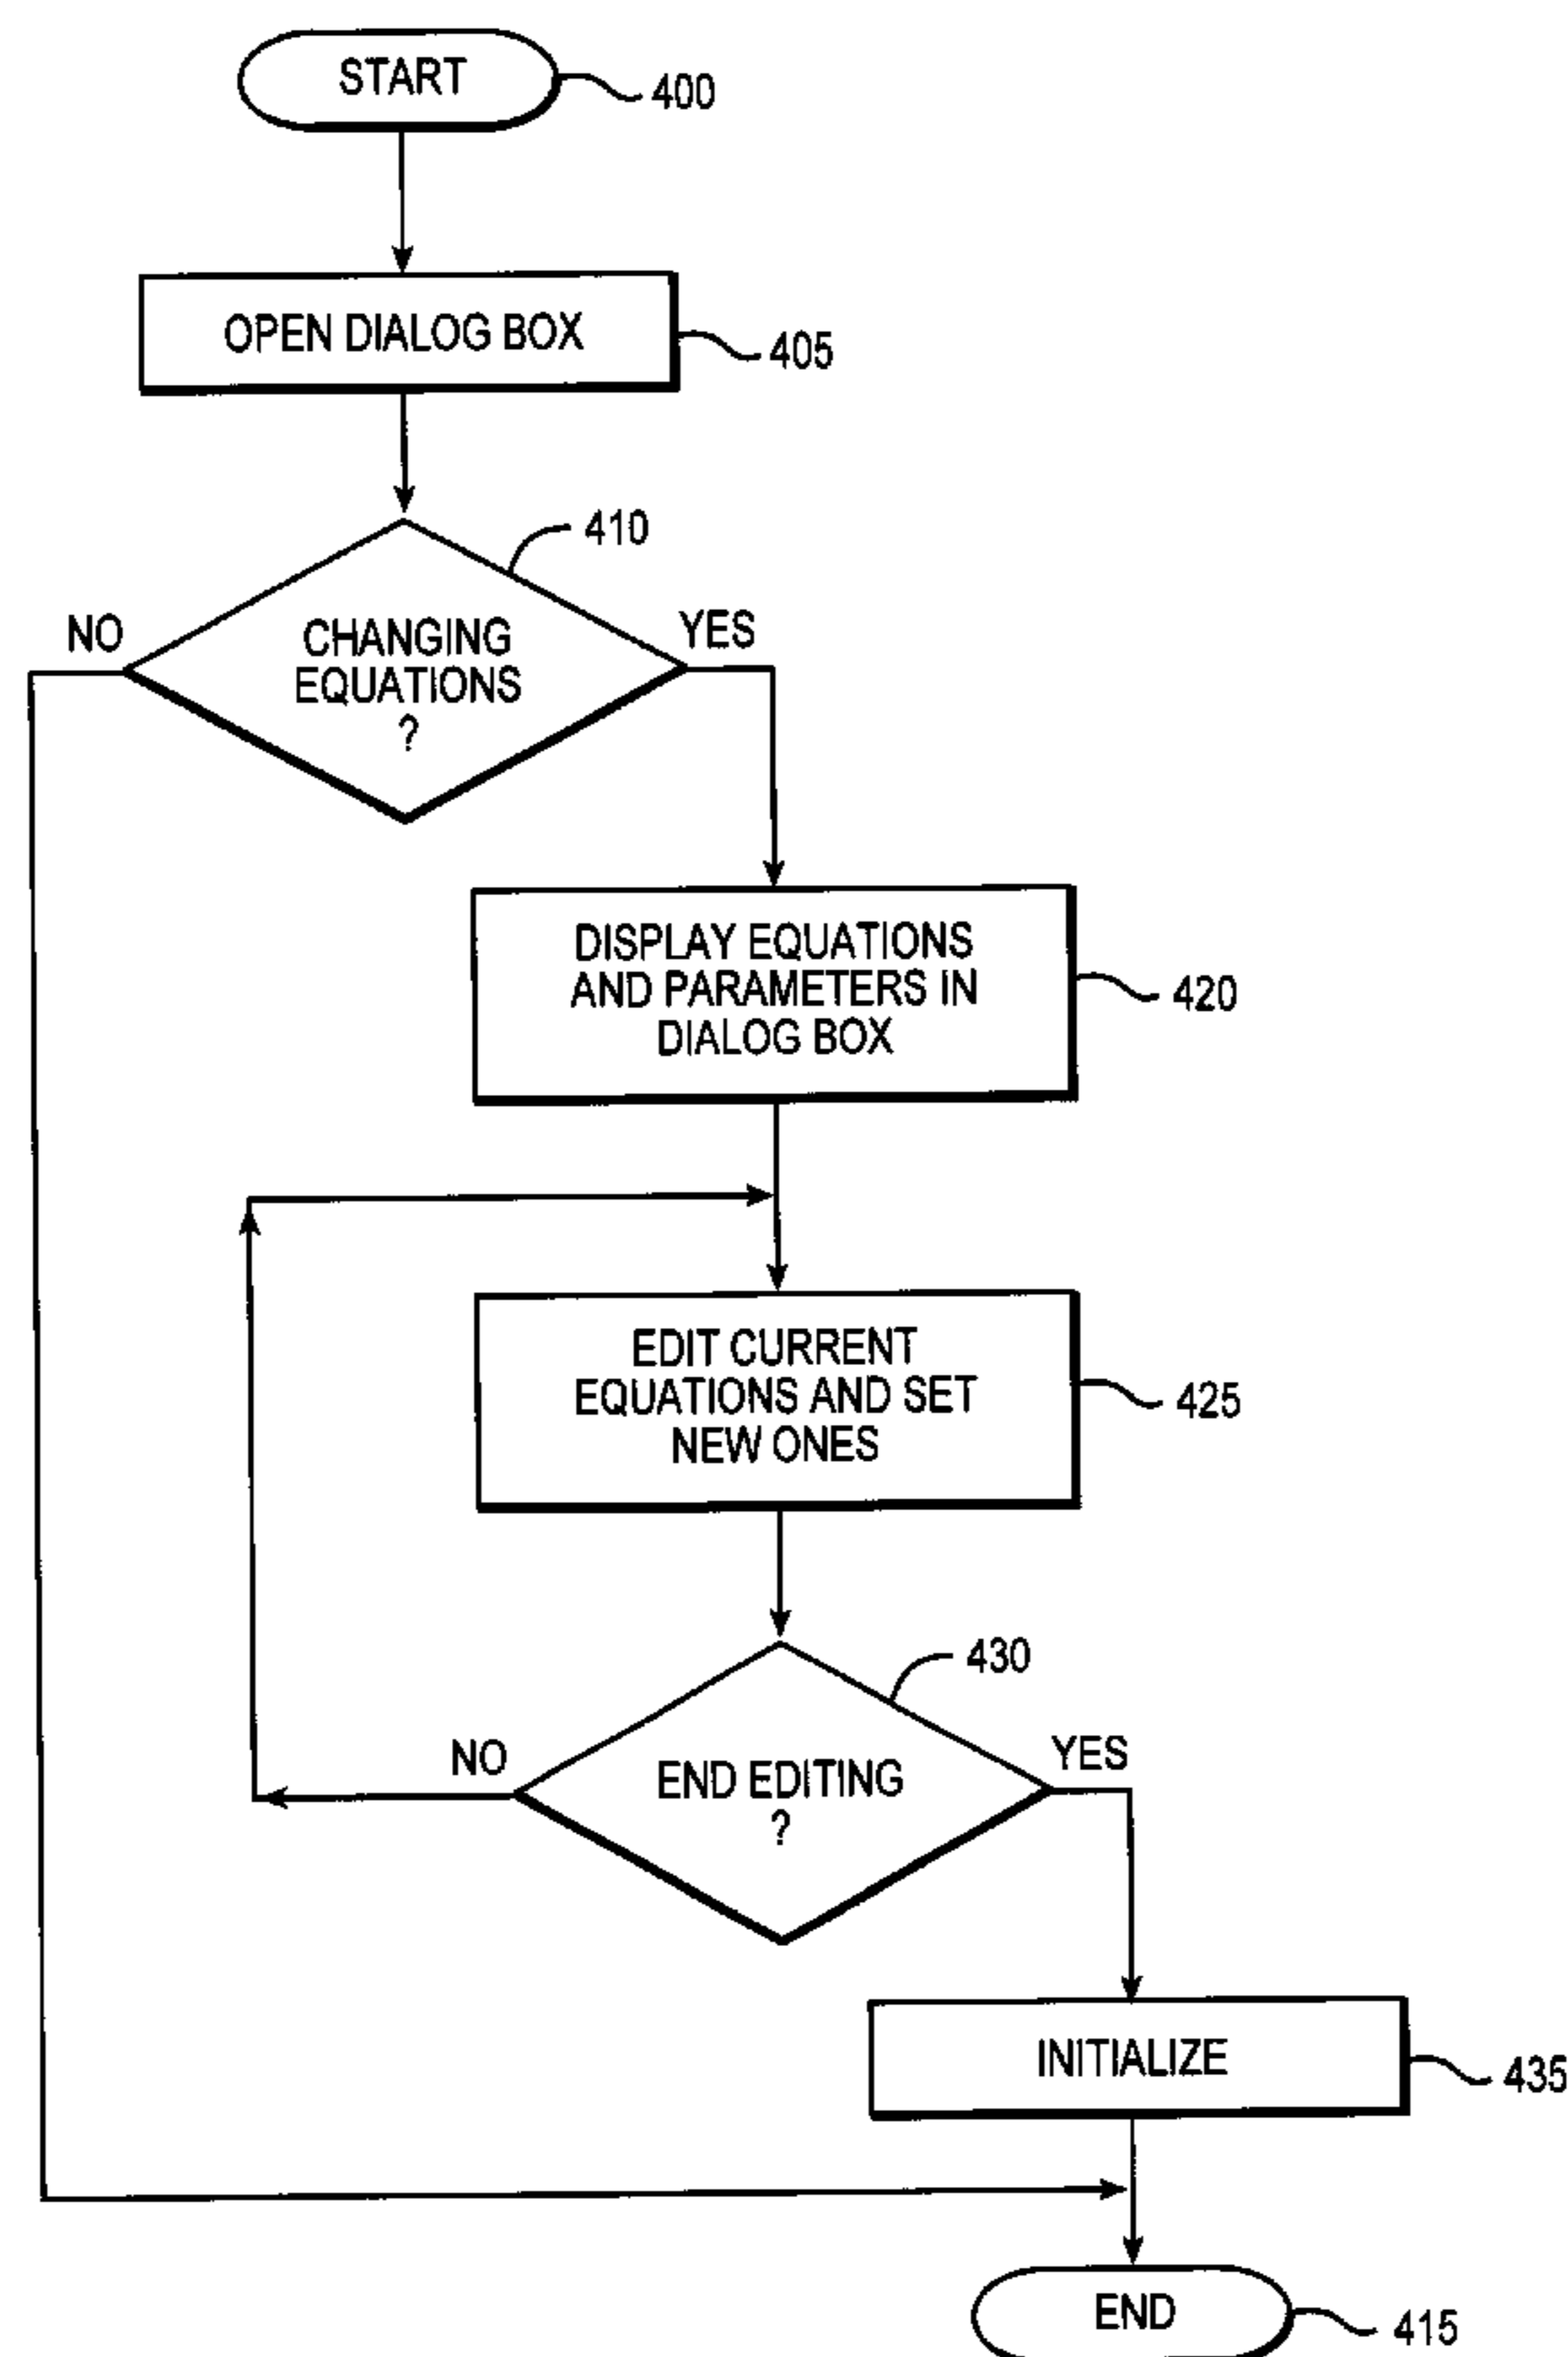 START
400
OPEN DIALOG BOX
405
410
NO
YES
CHANGING
EQUATIONS
?
DISPLAY EQUATIONS
AND PARAMETERS IN
DIALOG BOX
420
EDIT CURRENT
EQUATIONS AND SET
NEW ONES
425
430
NO
YES
END EDITING
?
INITIALIZE
435
END
415